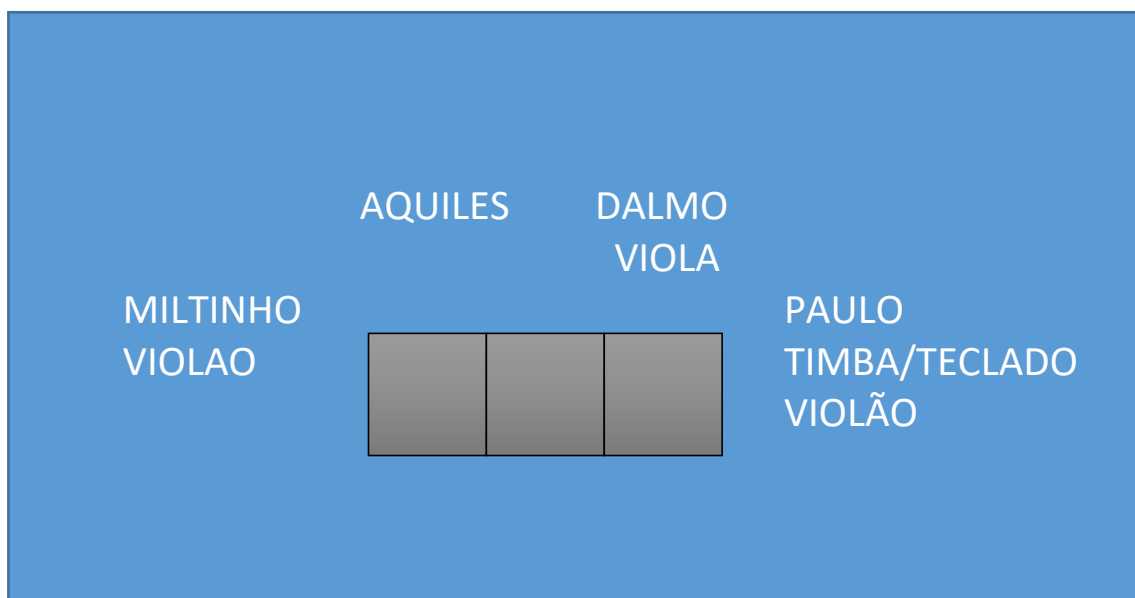 AQUILES
DALMO
VIOLA
MILTINHO
VIOLAO
PAULO
TIMBA/TECLADO
VIOLÃO